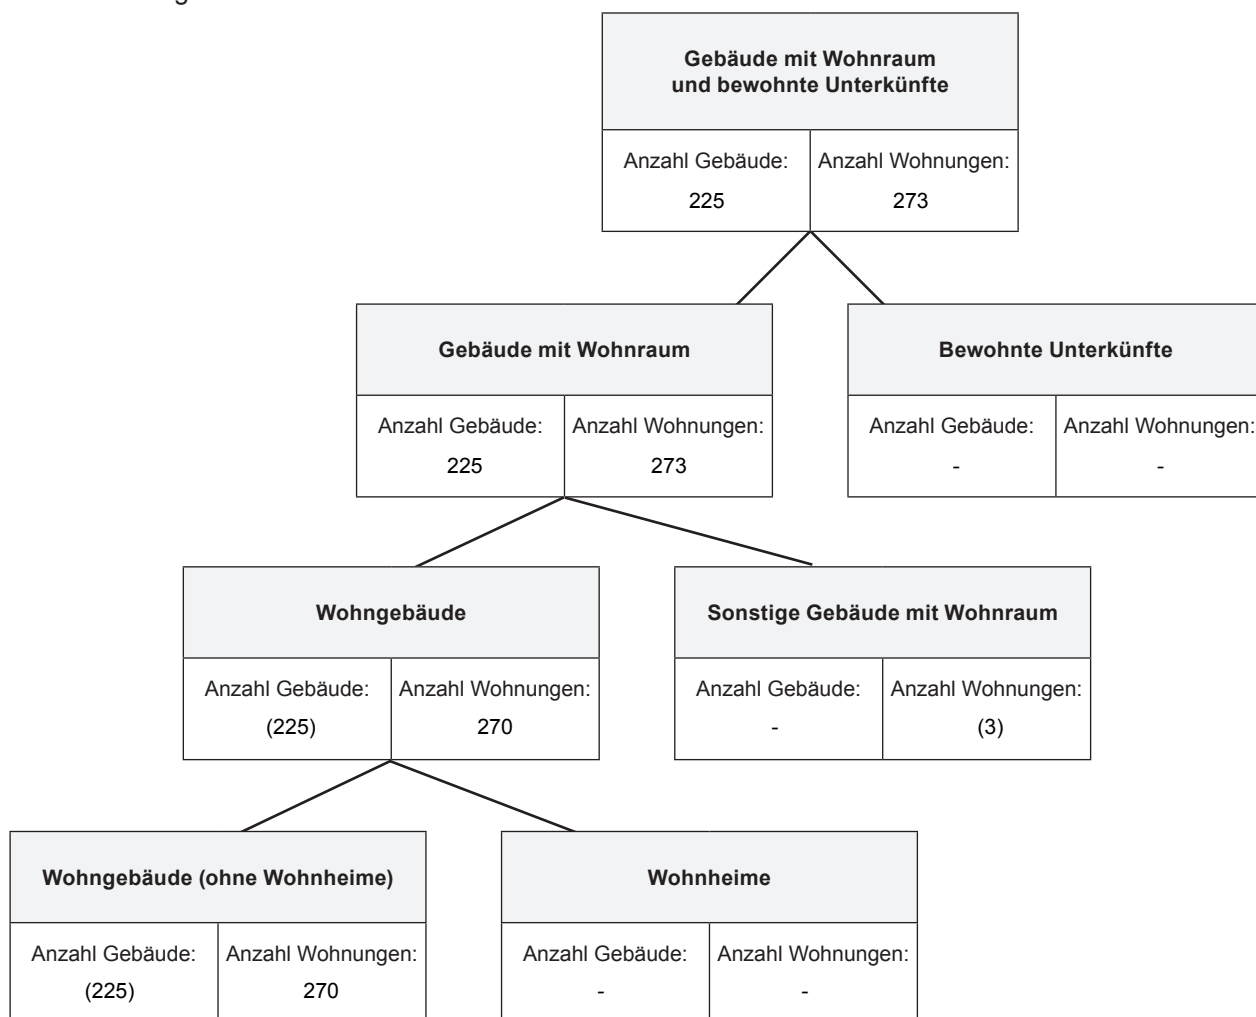 Gebäude mit Wohnraum
und bewohnte Unterkünfte
Anzahl Gebäude: Anzahl Wohnungen:
225 273
Gebäude mit Wohnraum
Anzahl Gebäude: Anzahl Wohnungen:
225 273
Bewohnte Unterkünfte
Anzahl Gebäude: Anzahl Wohnungen:
- -
Wohngebäude
Anzahl Gebäude: Anzahl Wohnungen:
(225) 270
Sonstige Gebäude mit Wohnraum
Anzahl Gebäude: Anzahl Wohnungen:
- (3)
Wohngebäude (ohne Wohnheime)
Anzahl Gebäude: Anzahl Wohnungen:
(225) 270
Wohnheime
Anzahl Gebäude: Anzahl Wohnungen:
- -